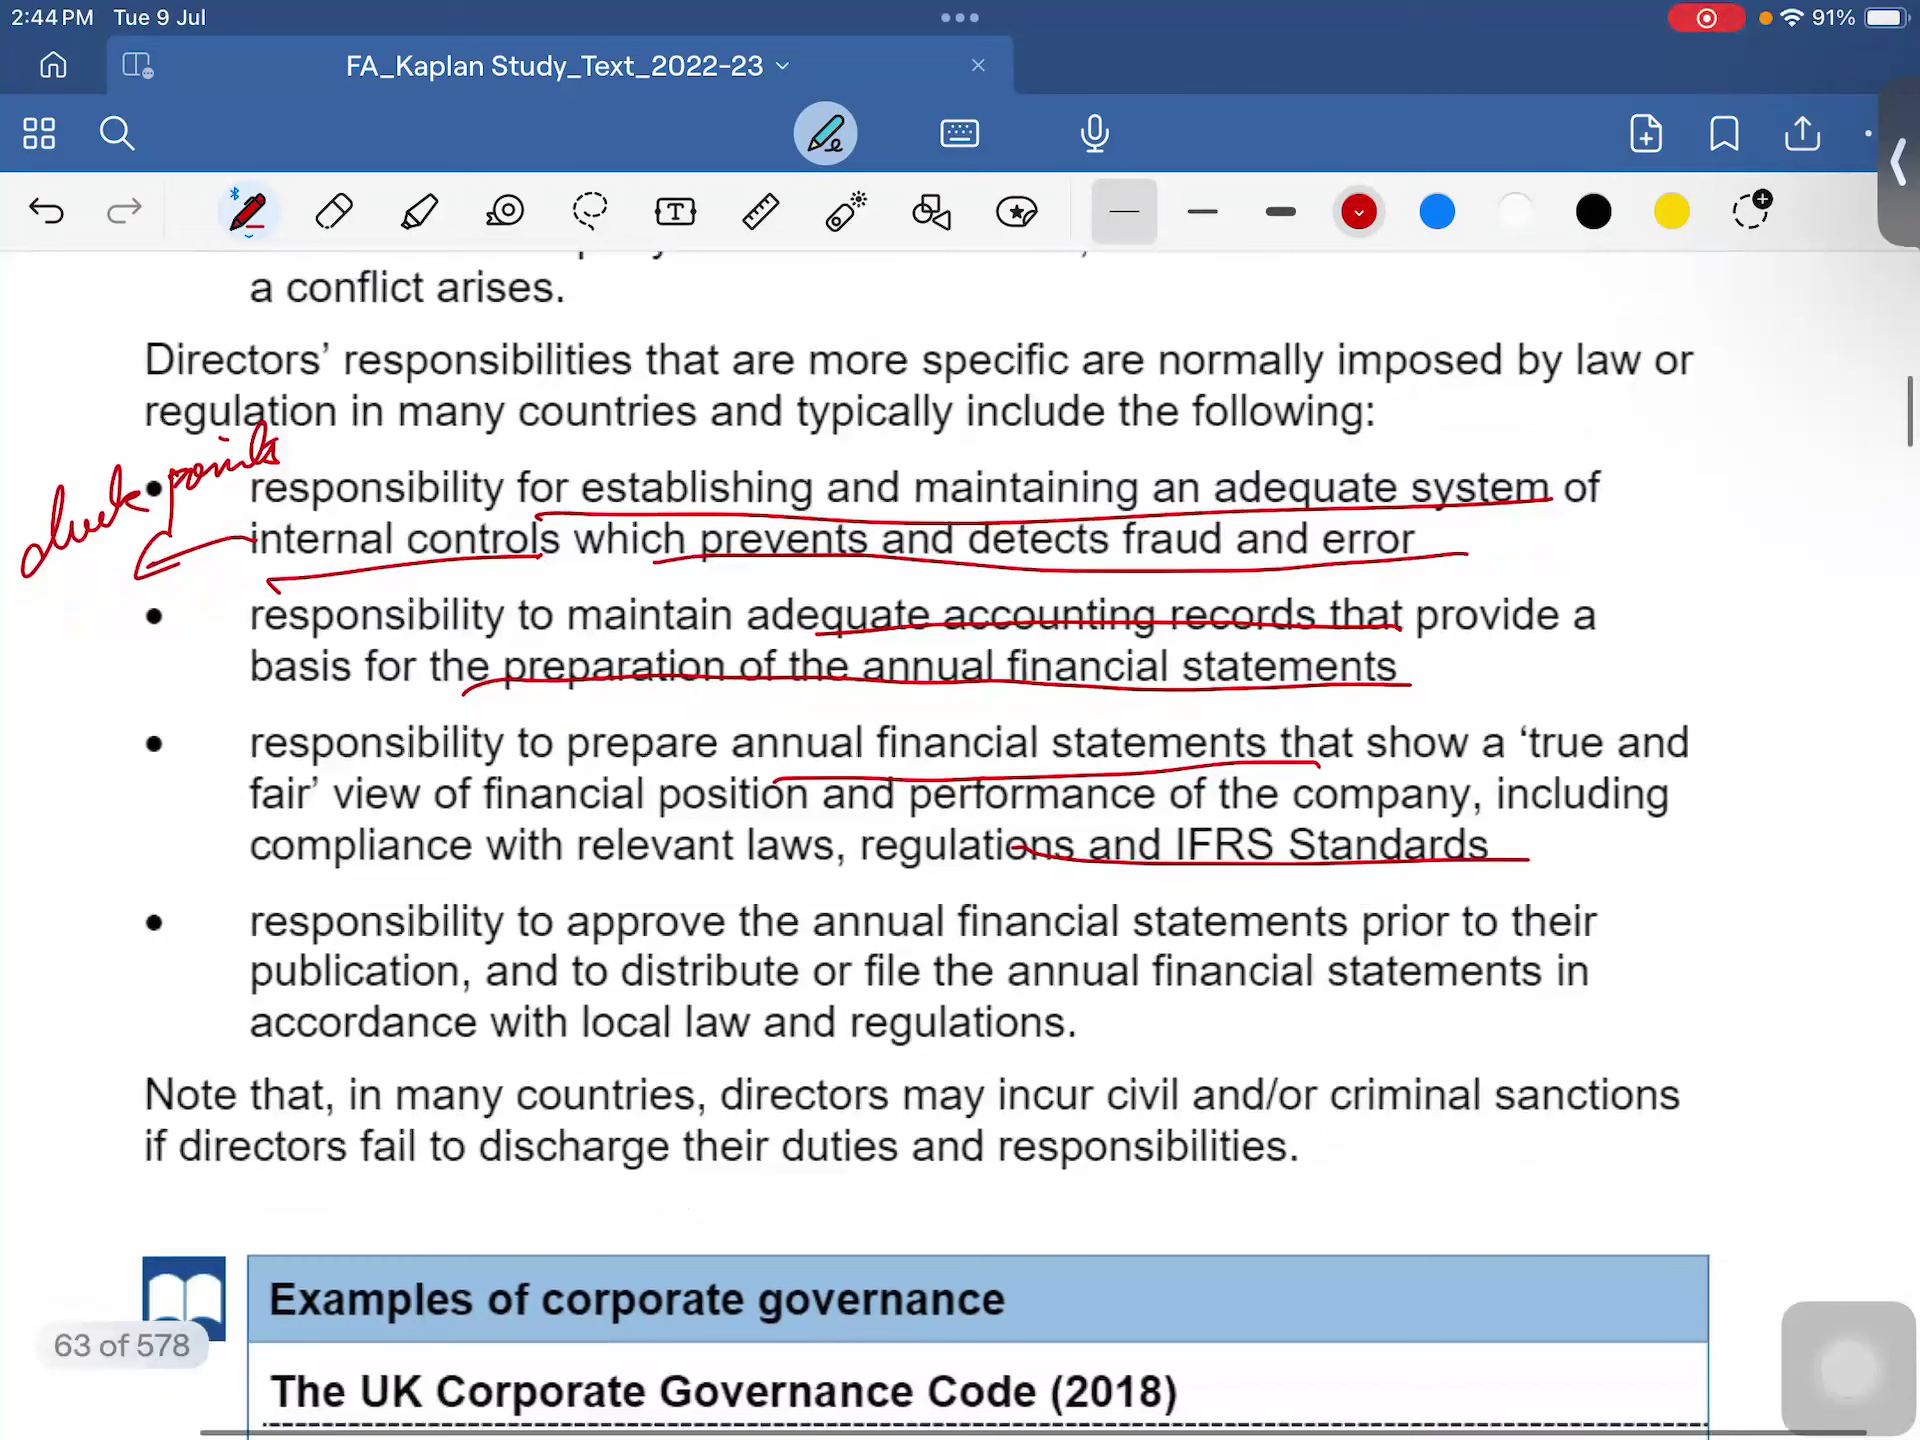 2:44 PM Tue 9 Jul
91%
FA_Kaplan Study_Text_2022-23
a conflict arises.
Directors’ responsibilities that are more specific are normally imposed by law or
regulation in many countries and typically include the following:
check points
• responsibility for establishing and maintaining an adequate system of
internal controls which prevents and detects fraud and error
• responsibility to maintain adequate accounting records that provide a
basis for the preparation of the annual financial statements
• responsibility to prepare annual financial statements that show a ‘true and
fair’ view of financial position and performance of the company, including
compliance with relevant laws, regulations and IFRS Standards
• responsibility to approve the annual financial statements prior to their
publication, and to distribute or file the annual financial statements in
accordance with local law and regulations.
Note that, in many countries, directors may incur civil and/or criminal sanctions
if directors fail to discharge their duties and responsibilities.
Examples of corporate governance
63 of 578
The UK Corporate Governance Code (2018)